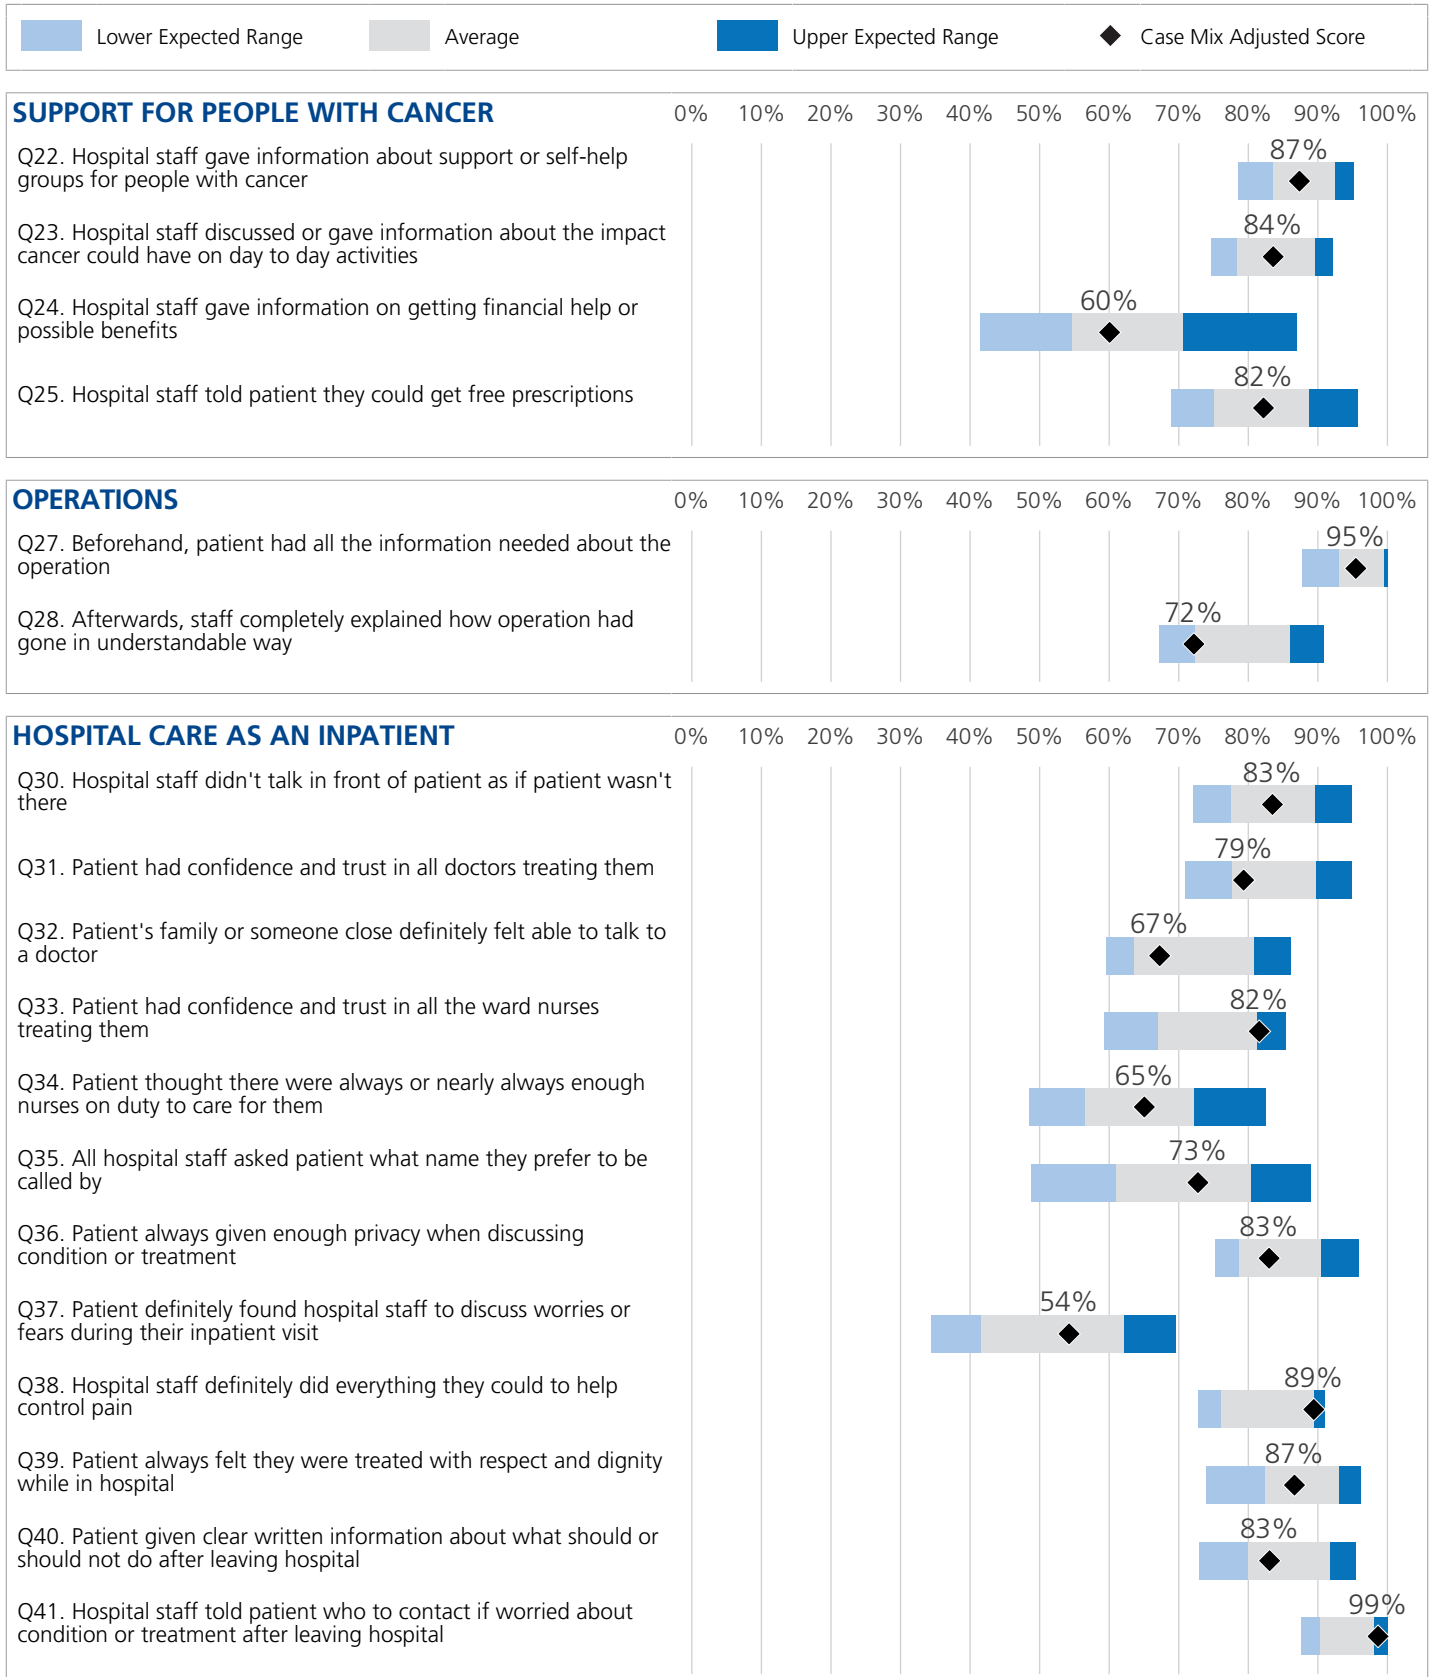 Lower Expected Range Average Upper Expected Range Case Mix Adjusted Score
SUPPORT FOR PEOPLE WITH CANCER 0% 10% 20% 30% 40% 50% 60% 70% 80% 90% 100%
Q22. Hospital staff gave information about support or self-help
groups for people with cancer
87%
Q23. Hospital staff discussed or gave information about the impact
cancer could have on day to day activities
84%
Q24. Hospital staff gave information on getting financial help or
possible benefits
60%
Q25. Hospital staff told patient they could get free prescriptions
82%
OPERATIONS 0% 10% 20% 30% 40% 50% 60% 70% 80% 90% 100%
Q27. Beforehand, patient had all the information needed about the
operation
95%
Q28. Afterwards, staff completely explained how operation had
gone in understandable way
72%
HOSPITAL CARE AS AN INPATIENT 0% 10% 20% 30% 40% 50% 60% 70% 80% 90% 100%
Q30. Hospital staff didn't talk in front of patient as if patient wasn't
there
83%
Q31. Patient had confidence and trust in all doctors treating them
79%
Q32. Patient's family or someone close definitely felt able to talk to
a doctor
67%
Q33. Patient had confidence and trust in all the ward nurses
treating them
82%
Q34. Patient thought there were always or nearly always enough
nurses on duty to care for them
65%
Q35. All hospital staff asked patient what name they prefer to be
called by
73%
Q36. Patient always given enough privacy when discussing
condition or treatment
83%
Q37. Patient definitely found hospital staff to discuss worries or
fears during their inpatient visit
54%
Q38. Hospital staff definitely did everything they could to help
control pain
89%
Q39. Patient always felt they were treated with respect and dignity
while in hospital
87%
Q40. Patient given clear written information about what should or
should not do after leaving hospital
83%
Q41. Hospital staff told patient who to contact if worried about
condition or treatment after leaving hospital
99%